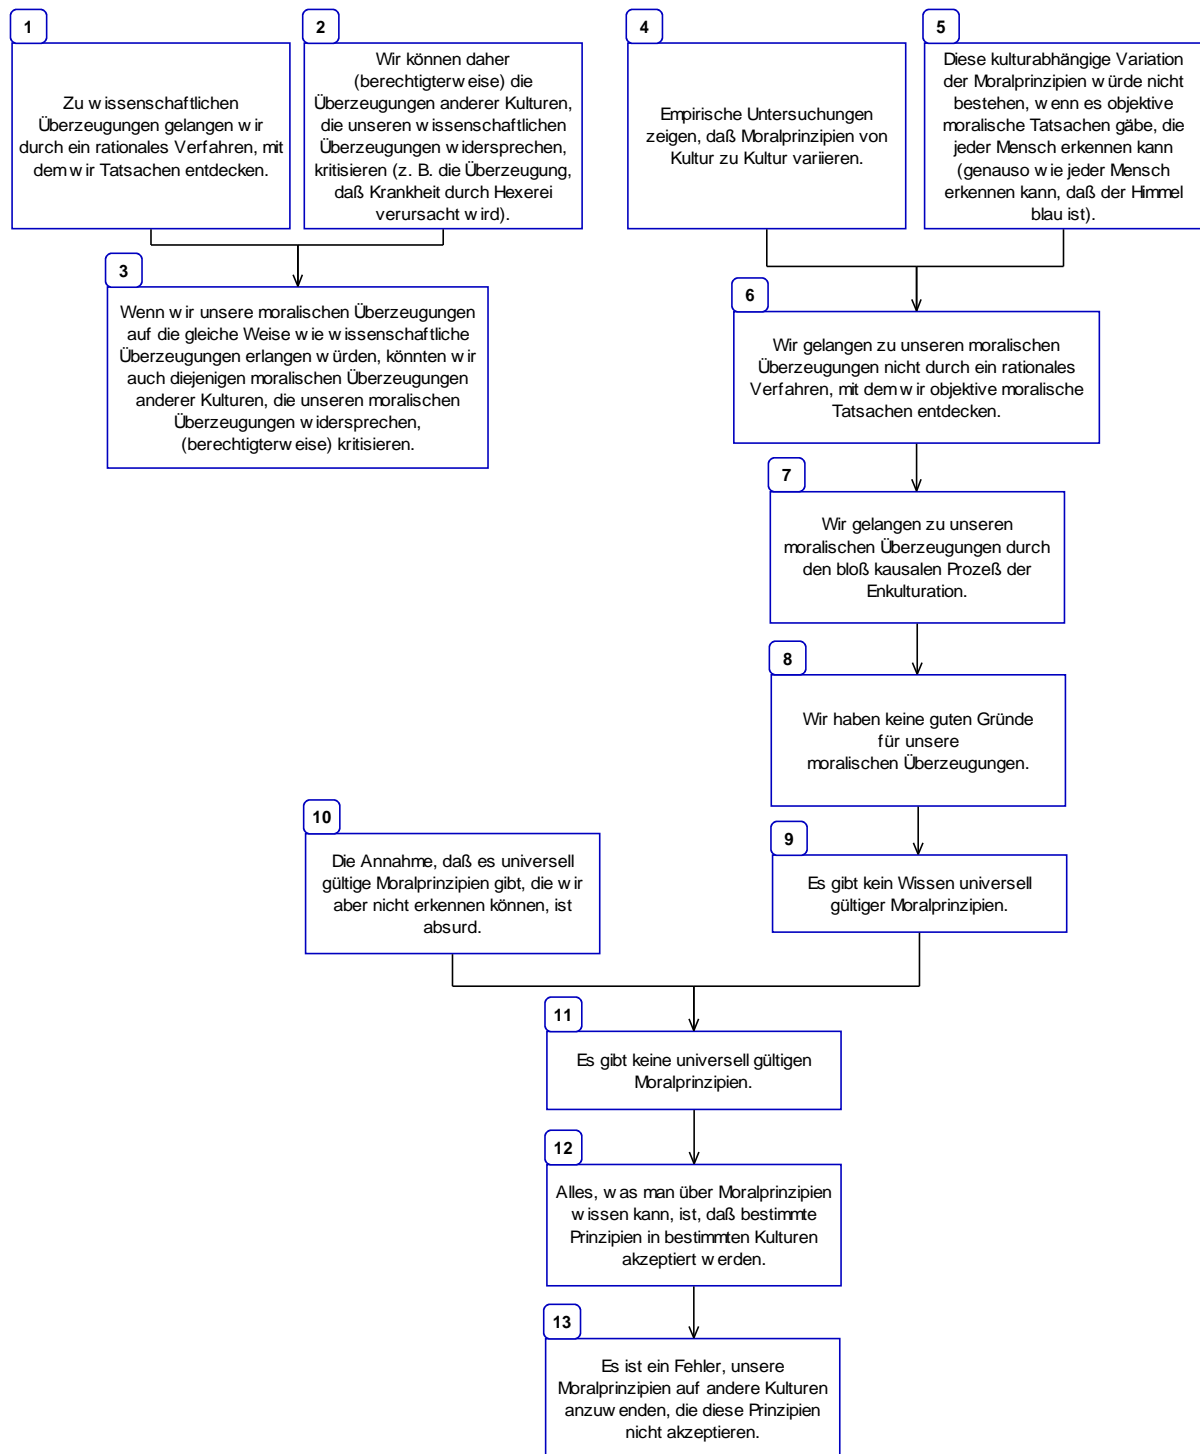 1
Zu wissenschaftlichen
Überzeugungen gelangen wir
durch ein rationales Verfahren, mit
dem wir Tatsachen entdecken.
2
Wir können daher
(berechtigterweise) die
Überzeugungen anderer Kulturen,
die unseren wissenschaftlichen
Überzeugungen widersprechen,
kritisieren (z. B. die Überzeugung,
daß Krankheit durch Hexerei
verursacht wird).
3
Wenn wir unsere moralischen Überzeugungen
auf die gleiche Weise wie wissenschaftliche
Überzeugungen erlangen würden, könnten wir
auch diejenigen moralischen Überzeugungen
anderer Kulturen, die unseren moralischen
Überzeugungen widersprechen,
(berechtigterweise) kritisieren.
4
Empirische Untersuchungen
zeigen, daß Moralprinzipien von
Kultur zu Kultur variieren.
5
Diese kulturabhängige Variation
der Moralprinzipien würde nicht
bestehen, wenn es objektive
moralische Tatsachen gäbe, die
jeder Mensch erkennen kann
(genauso wie jeder Mensch
erkennen kann, daß der Himmel
blau ist).
6
Wir gelangen zu unseren moralischen
Überzeugungen nicht durch ein rationales
Verfahren, mit dem wir objektive moralische
Tatsachen entdecken.
7
Wir gelangen zu unseren
moralischen Überzeugungen durch
den bloß kausalen Prozeß der
Enkulturation.
8
Wir haben keine guten Gründe
für unsere
moralischen Überzeugungen.
9
Es gibt kein Wissen universell
gültiger Moralprinzipien.
10
Die Annahme, daß es universell
gültige Moralprinzipien gibt, die wir
aber nicht erkennen können, ist
absurd.
11
Es gibt keine universell gültigen
Moralprinzipien.
12
Alles, was man über Moralprinzipien
wissen kann, ist, daß bestimmte
Prinzipien in bestimmten Kulturen
akzeptiert werden.
13
Es ist ein Fehler, unsere
Moralprinzipien auf andere Kulturen
anzuwenden, die diese Prinzipien
nicht akzeptieren.